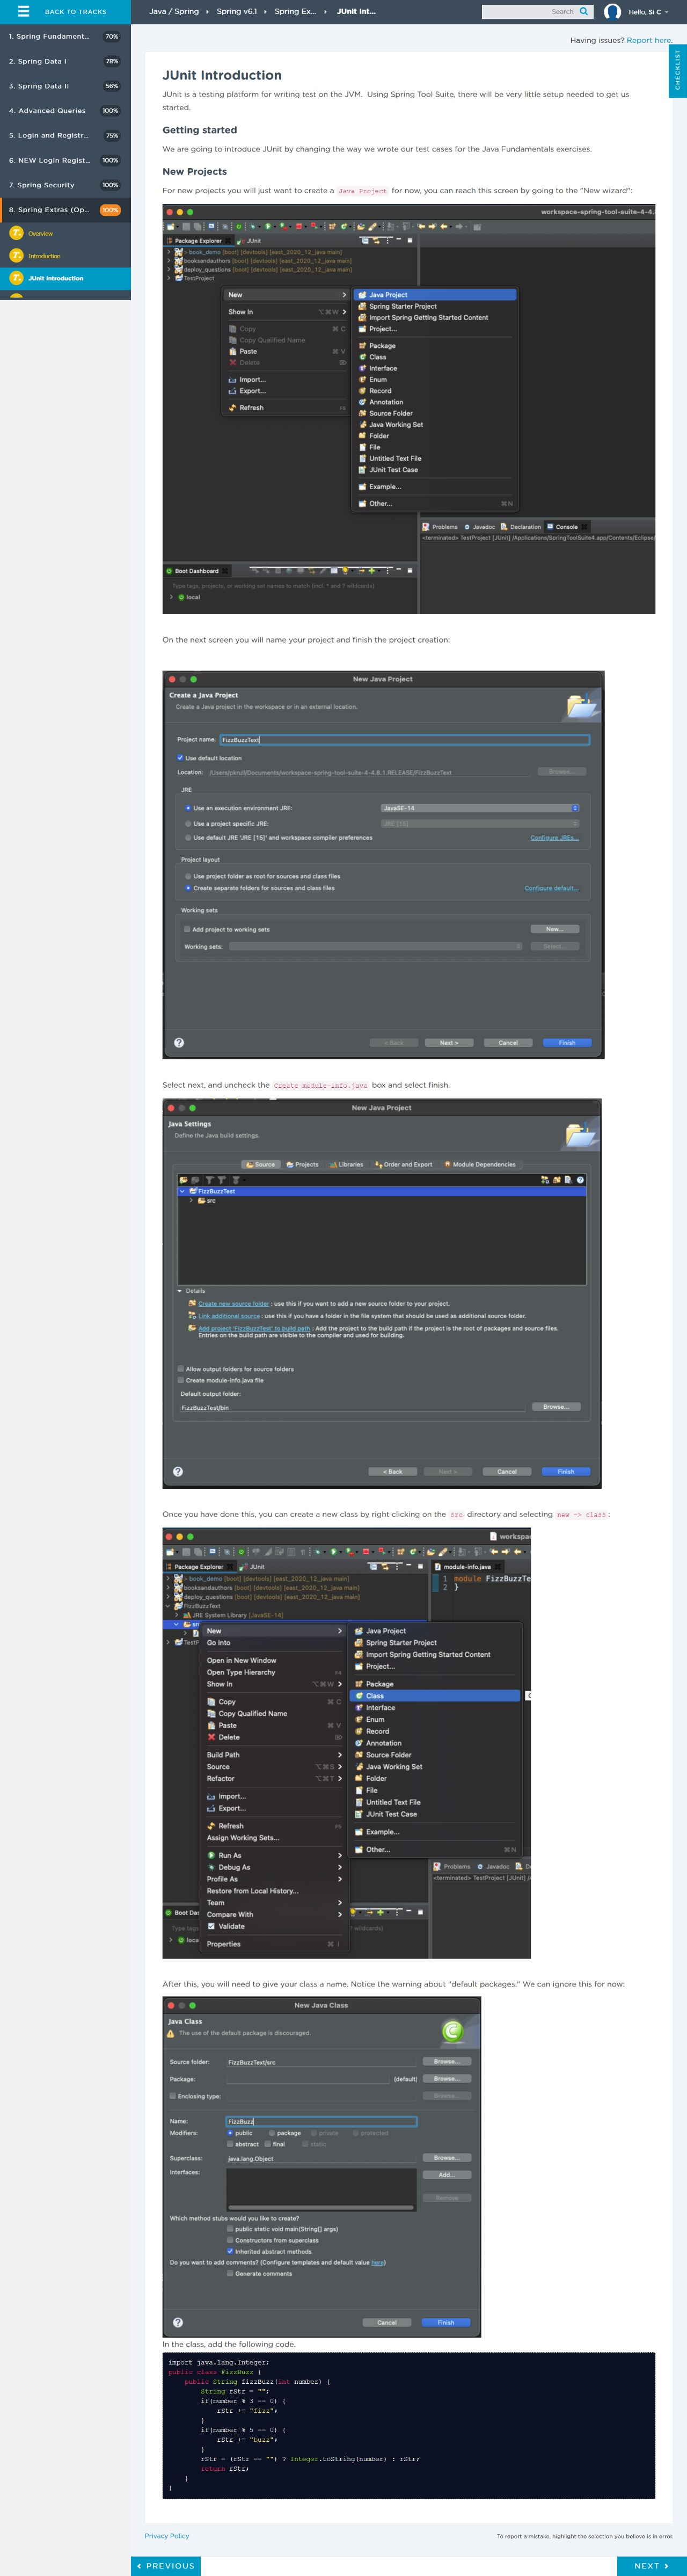 BACK TO TRACKS
Java / Spring
Spring v6.1
Spring Ex...
JUnit Int...
Search
Hello, Si C
1. Spring Fundament... 70%
2. Spring Data I 78%
3. Spring Data II 56%
4. Advanced Queries 100%
5. Login and Registr... 75%
6. NEW Login Regist... 100%
7. Spring Security 100%
8. Spring Extras (Op... 100%
Overview
Introduction
JUnit Introduction
Having issues? Report here.
CHECKLIST
JUnit Introduction
JUnit is a testing platform for writing test on the JVM. Using Spring Tool Suite, there will be very little setup needed to get us
started.
Getting started
We are going to introduce JUnit by changing the way we wrote our test cases for the Java Fundamentals exercises.
New Projects
For new projects you will just want to create a Java Project for now, you can reach this screen by going to the "New wizard":
workspace-spring-tool-suite-4-4.
Package Explorer JUnit
> book_demo [boot] [devtools] [east_2020_12_java main]
booksandauthors [boot] [devtools] [east_2020_12_java main]
deploy_questions [boot] [devtools] [east_2020_12_java main]
TestProject
New
Show In ⌥⌘W
Copy ⌘C
Copy Qualified Name
Paste ⌘V
Delete
Import...
Export...
Refresh F5
Java Project
Spring Starter Project
Import Spring Getting Started Content
Project...
Package
Class
Interface
Enum
Record
Annotation
Source Folder
Java Working Set
Folder
File
Untitled Text File
JUnit Test Case
Example...
Other... ⌘N
Problems Javadoc Declaration Console
<terminated> TestProject [JUnit] /Applications/SpringToolSuite4.app/Contents/Eclipse/
Boot Dashboard
Type tags, projects, or working set names to match (incl. * and ? wildcards)
local
On the next screen you will name your project and finish the project creation:
New Java Project
Create a Java Project
Create a Java project in the workspace or in an external location.
Project name: FizzBuzzText
Use default location
Location: /Users/pkrull/Documents/workspace-spring-tool-suite-4-4.8.1.RELEASE/FizzBuzzText Browse...
JRE
Use an execution environment JRE: JavaSE-14
Use a project specific JRE: JRE [15]
Use default JRE 'JRE [15]' and workspace compiler preferences Configure JREs...
Project layout
Use project folder as root for sources and class files
Create separate folders for sources and class files Configure default...
Working sets
Add project to working sets New...
Working sets: Select...
< Back Next > Cancel Finish
Select next, and uncheck the Create module-info.java box and select finish.
New Java Project
Java Settings
Define the Java build settings.
Source Projects Libraries Order and Export Module Dependencies
FizzBuzzTest
src
Details
Create new source folder : use this if you want to add a new source folder to your project.
Link additional source : use this if you have a folder in the file system that should be used as additional source folder.
Add project 'FizzBuzzTest' to build path : Add the project to the build path if the project is the root of packages and source files.
Entries on the build path are visible to the compiler and used for building.
Allow output folders for source folders
Create module-info.java file
Default output folder:
FizzBuzzTest/bin Browse...
< Back Next > Cancel Finish
Once you have done this, you can create a new class by right clicking on the src directory and selecting new -> class :
workspac
Package Explorer JUnit
module-info.java
> book_demo [boot] [devtools] [east_2020_12_java main]
booksandauthors [boot] [devtools] [east_2020_12_java main]
deploy_questions [boot] [devtools] [east_2020_12_java main]
FizzBuzzText
JRE System Library [JavaSE-14]
TestP
1 module FizzBuzzTe
2 }
New
Go Into
Open in New Window
Open Type Hierarchy F4
Show In ⌥⌘W
Copy ⌘C
Copy Qualified Name
Paste ⌘V
Delete
Build Path
Source ⌥⌘S
Refactor ⌥⌘T
Import...
Export...
Refresh F5
Assign Working Sets...
Run As
Debug As
Profile As
Restore from Local History...
Team
Compare With
Validate
Properties ⌘I
Java Project
Spring Starter Project
Import Spring Getting Started Content
Project...
Package
Class
Interface
Enum
Record
Annotation
Source Folder
Java Working Set
Folder
File
Untitled Text File
JUnit Test Case
Example...
Other... ⌘N
Problems Javadoc D
<terminated> TestProject [JUnit] /
Boot Das
Type tags wildcards)
loca
After this, you will need to give your class a name. Notice the warning about "default packages." We can ignore this for now:
New Java Class
Java Class
The use of the default package is discouraged.
Source folder: FizzBuzzText/src Browse...
Package: (default) Browse...
Enclosing type: Browse...
Name: FizzBuzz
Modifiers: public package private protected
abstract final static
Superclass: java.lang.Object Browse...
Interfaces: Add...
Remove
Which method stubs would you like to create?
public static void main(String[] args)
Constructors from superclass
Inherited abstract methods
Do you want to add comments? (Configure templates and default value here)
Generate comments
Cancel Finish
In the class, add the following code.
import java.lang.Integer;
public class FizzBuzz {
public String fizzBuzz(int number) {
String rStr = "";
if(number % 3 == 0) {
rStr += "fizz";
}
if(number % 5 == 0) {
rStr += "buzz";
}
rStr = (rStr == "") ? Integer.toString(number) : rStr;
return rStr;
}
}
Privacy Policy
To report a mistake, highlight the selection you believe is in error.
PREVIOUS
NEXT